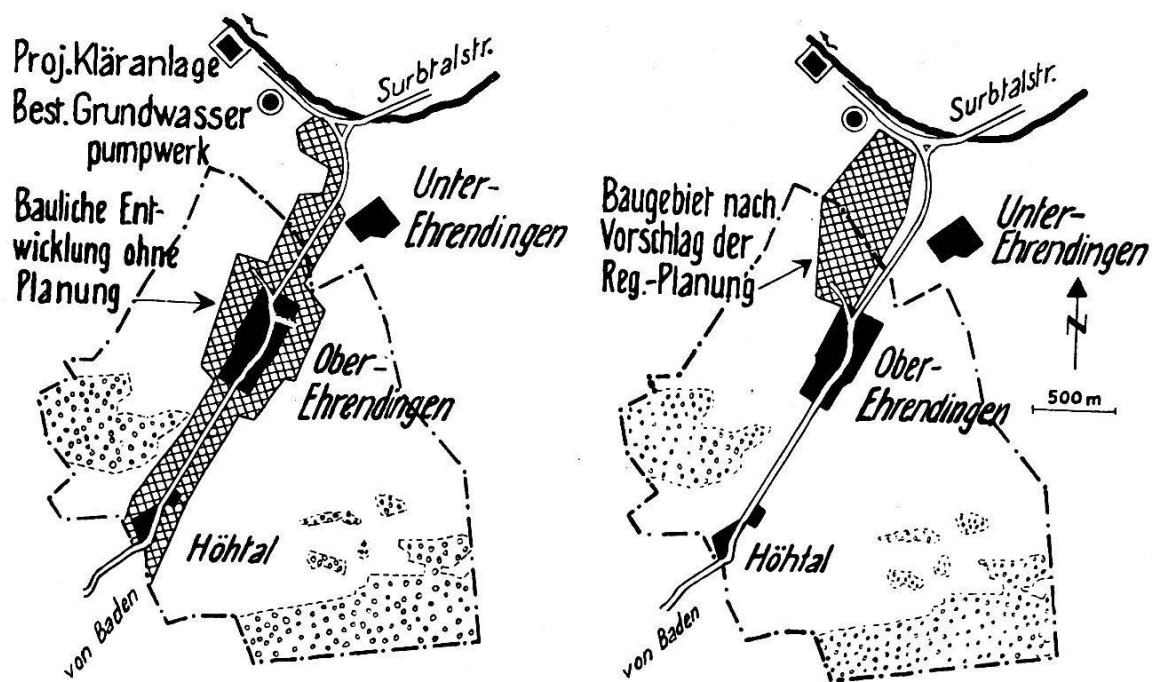 Proj.Kläranlage
Best.Grundwasser
pumpwerk
Surbtalstr.
Bauliche Ent-
wicklung ohne
Planung
Unter-
Ehrendingen
Ober-
Ehrendingen
Höhtal
von Baden
Surbtalstr.
Baugebiet nach.
Vorschlag der
Reg.-Planung
Unter-
Ehrendingen
N
500 m
Ober-
Ehrendingen
Höhtal
von Baden